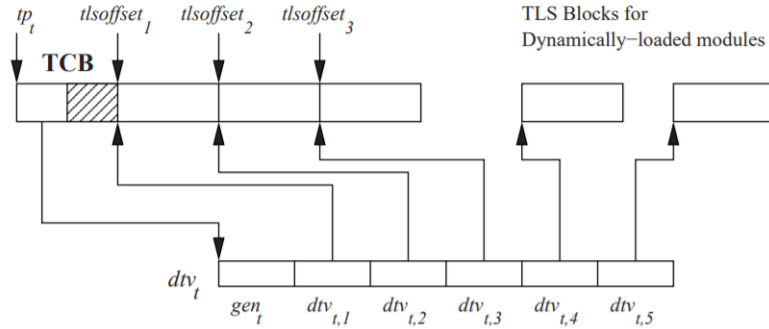 tp_t tlsoffset_1 tlsoffset_2 tlsoffset_3
TLS Blocks for
Dynamically−loaded modules
TCB
dtv_t
gen_t dtv_t,1 dtv_t,2 dtv_t,3 dtv_t,4 dtv_t,5